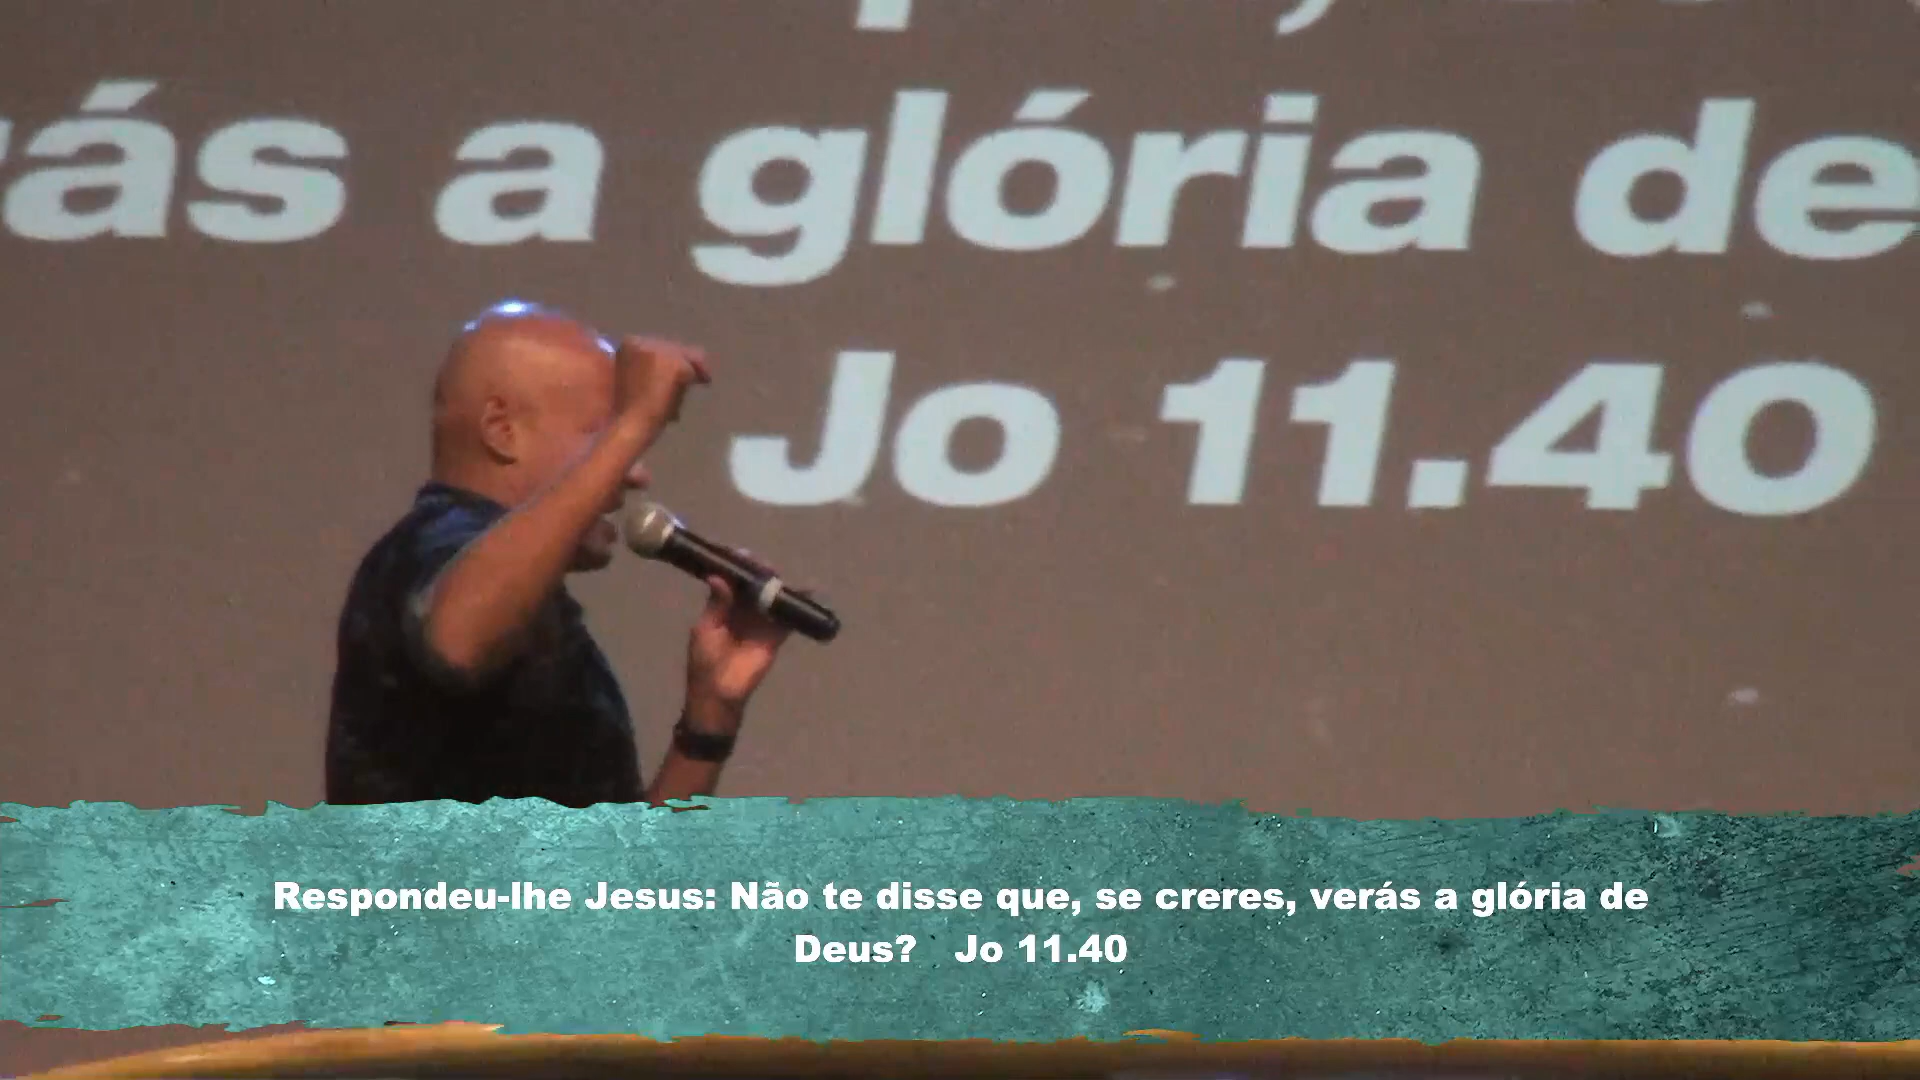 rás a glória de
Jo 11.40
Respondeu-lhe Jesus: Não te disse que, se creres, verás a glória de
Deus? Jo 11.40